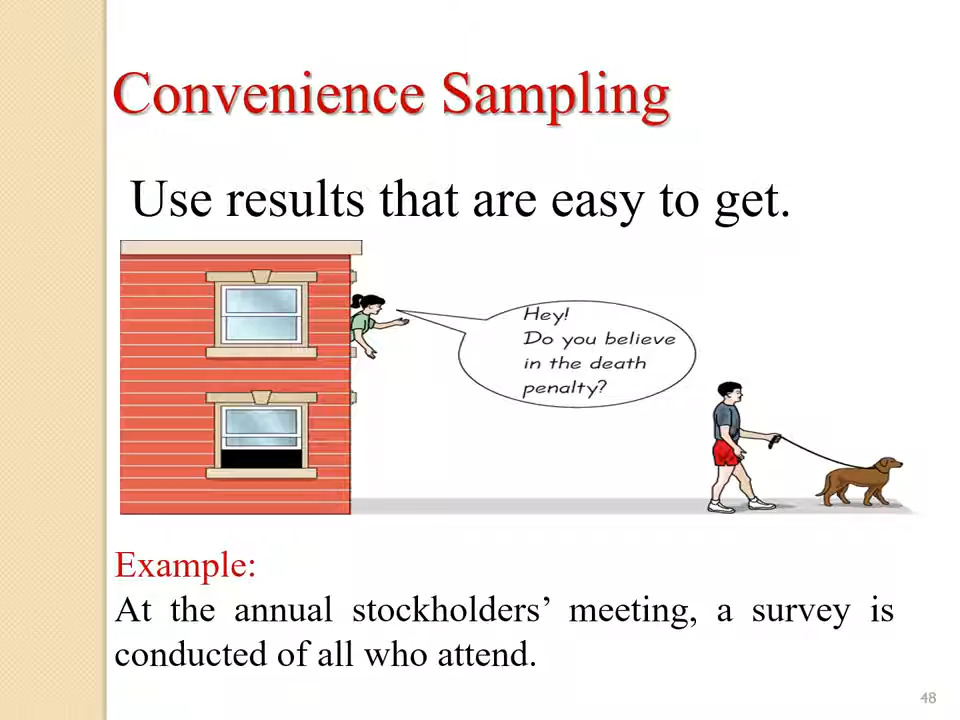 Convenience Sampling
Use results that are easy to get.
Hey!
Do you believe
in the death
penalty?
Example:
At the annual stockholders’ meeting, a survey is
conducted of all who attend.
48